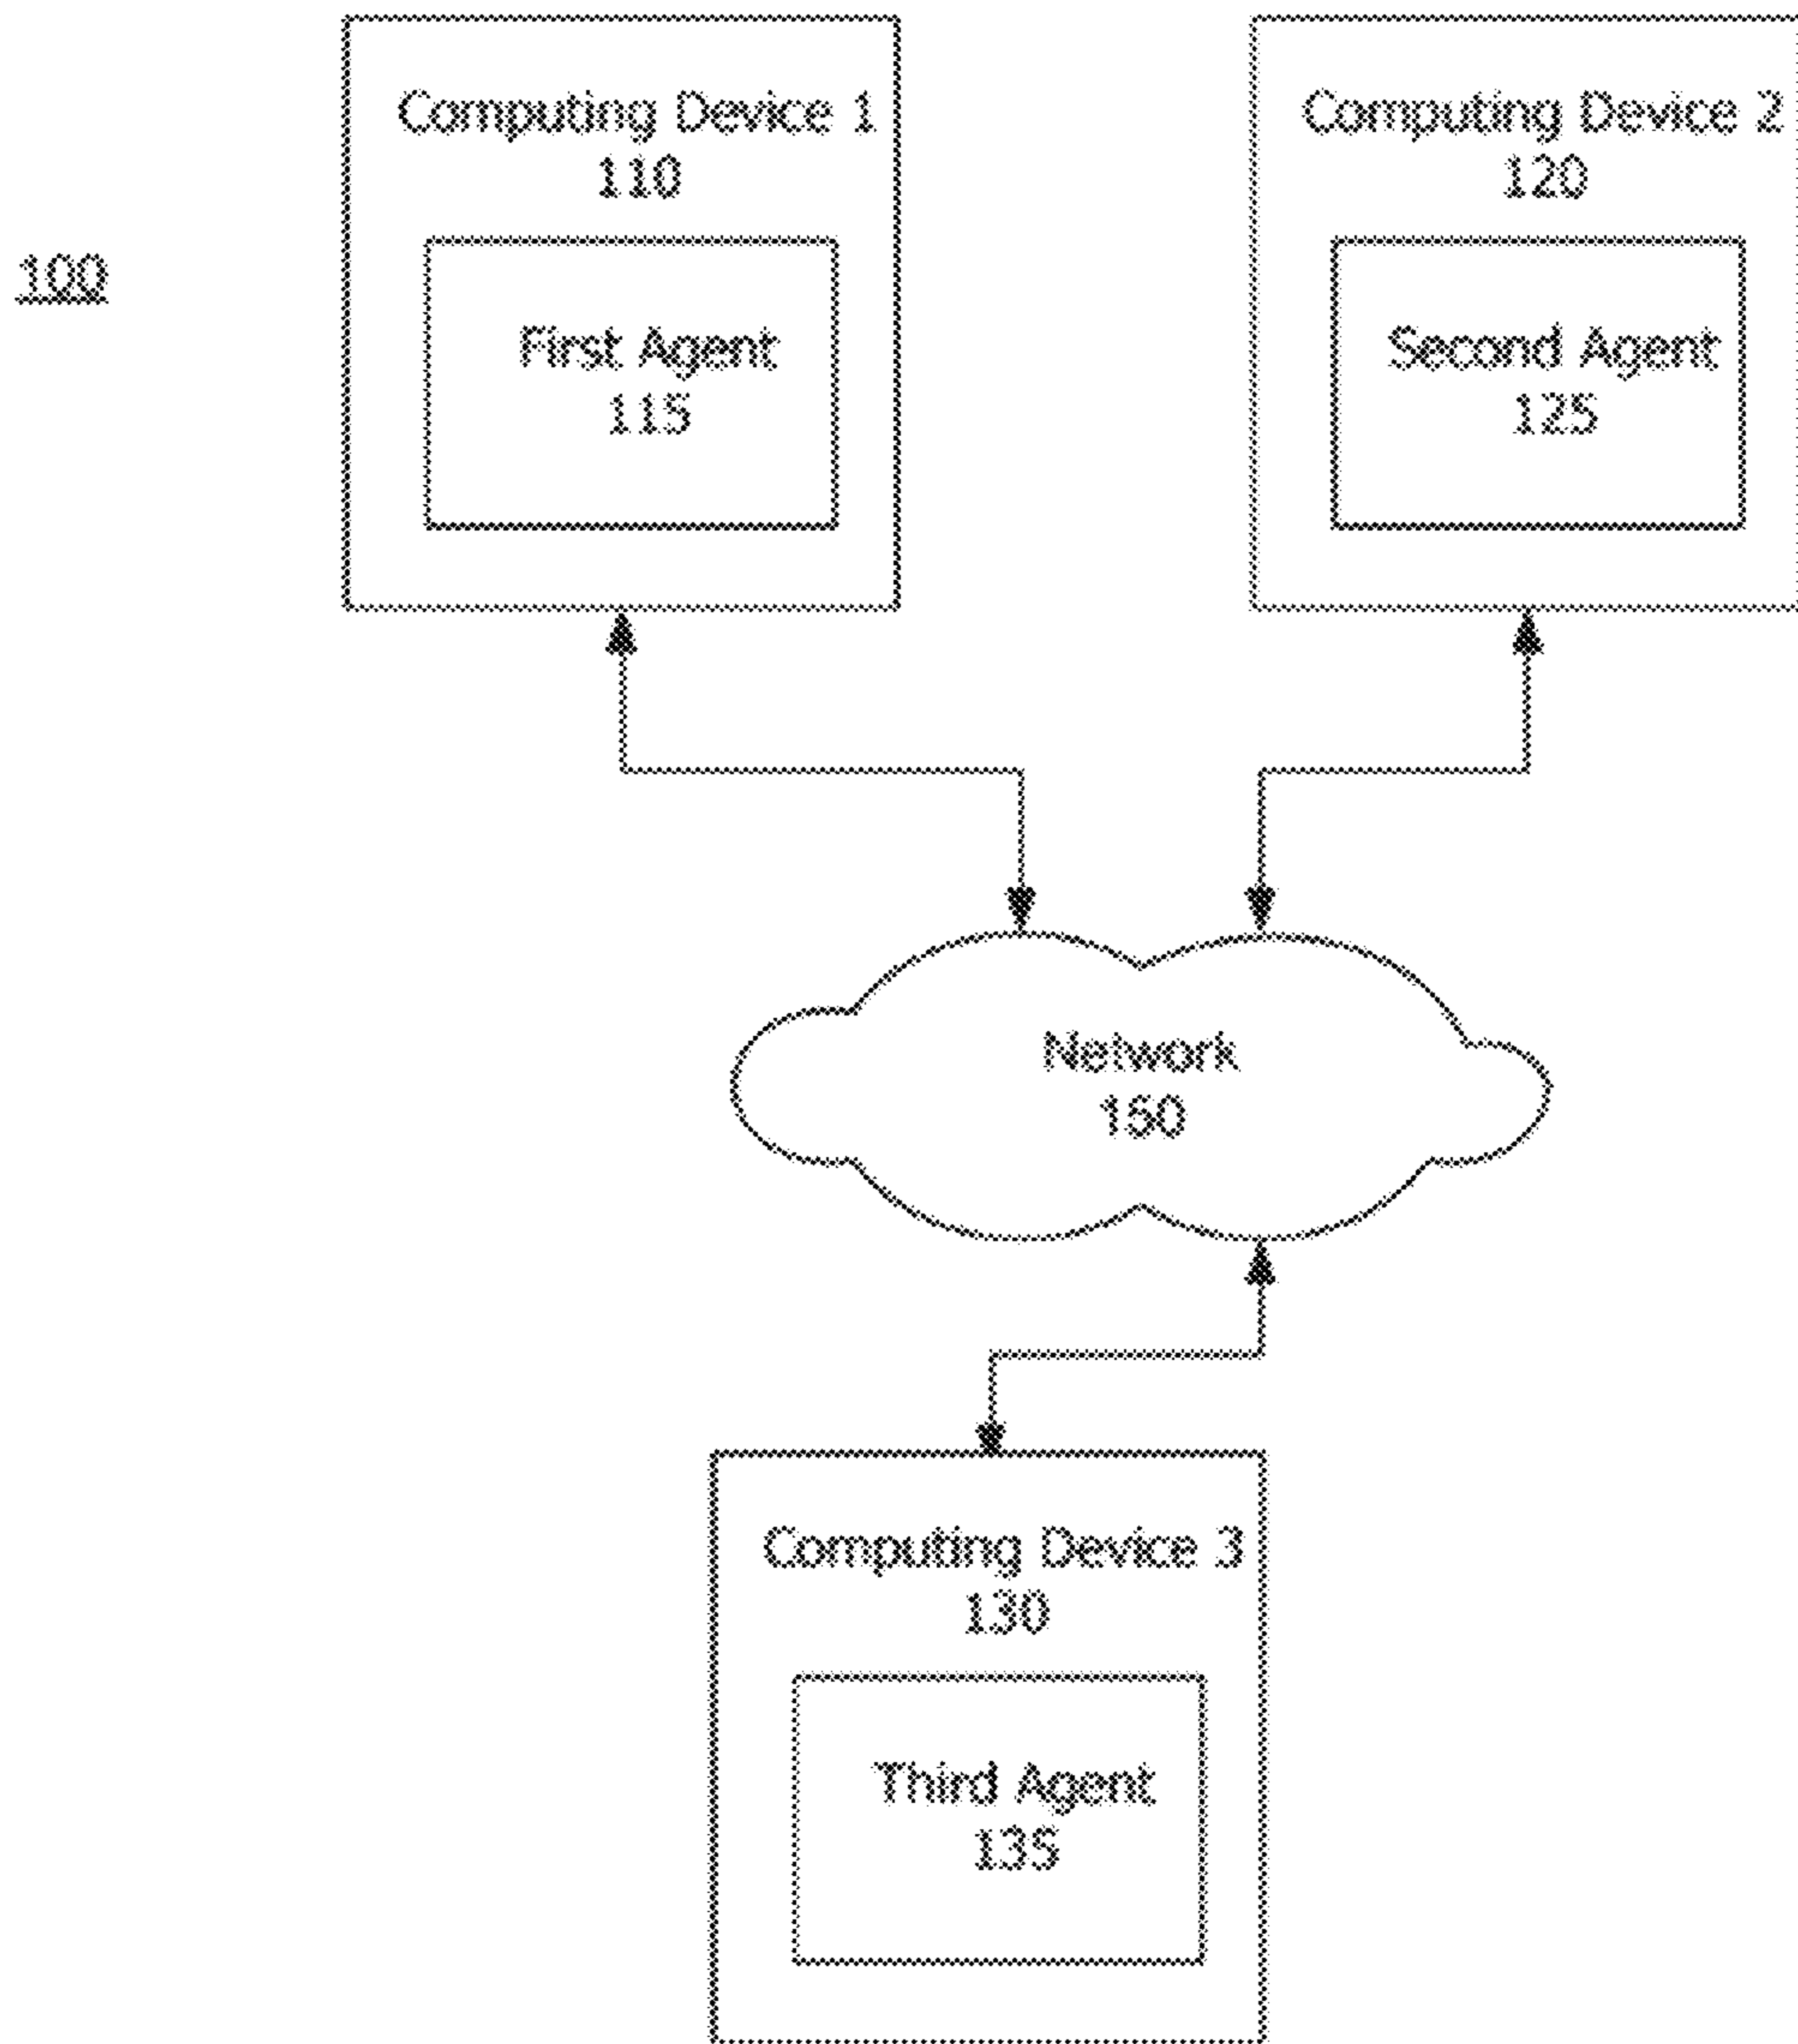 Computing Device 1
110
First Agent
115
Computing Device 2
120
Second Agent
125
100
Network
150
Computing Device 3
130
Third Agent
135